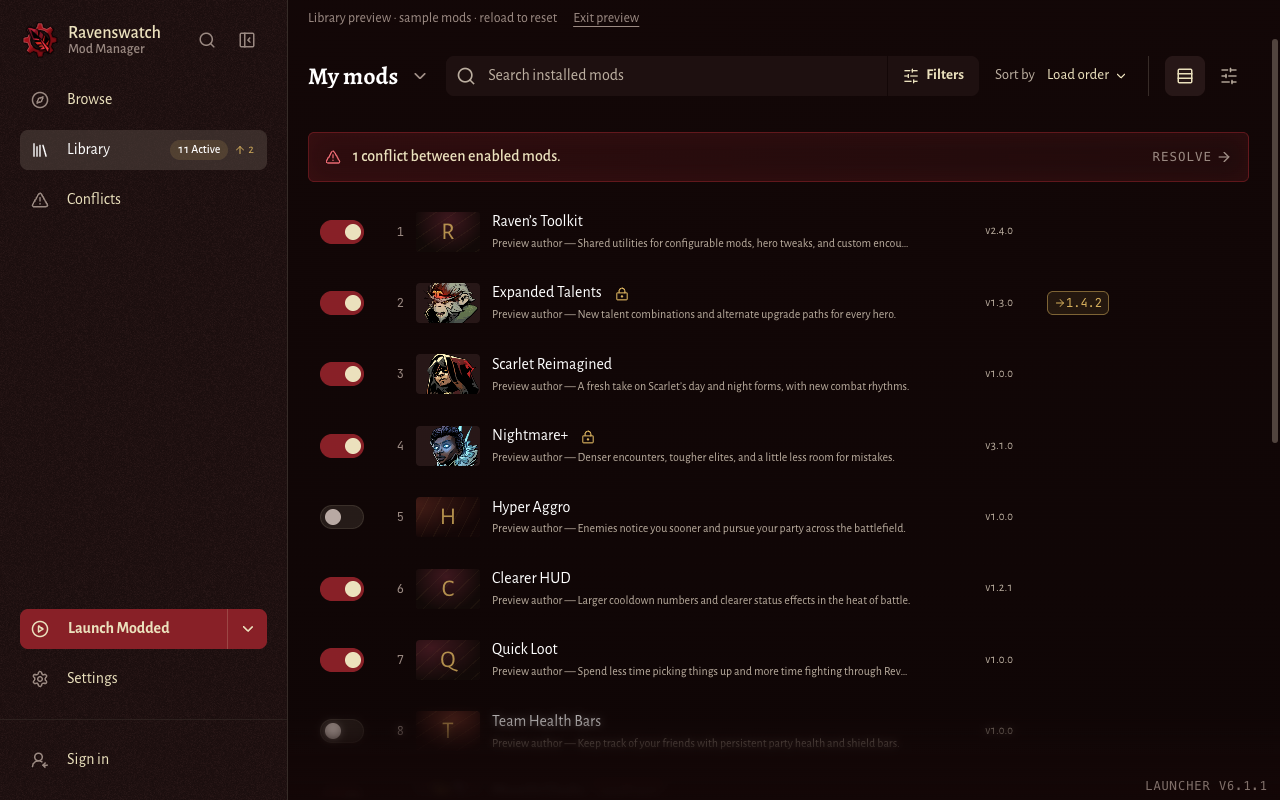 Ravenswatch
Mod Manager
Browse
Library
11 Active
2
Conflicts
Launch Modded
Settings
Sign in
Library preview · sample mods · reload to reset
Exit preview
My mods
Search installed mods
Filters
Sort by
Load order
1 conflict between enabled mods.
RESOLVE
1
R
Raven's Toolkit
Preview author — Shared utilities for configurable mods, hero tweaks, and custom encou...
v2.4.0
2
Expanded Talents
Preview author — New talent combinations and alternate upgrade paths for every hero.
v1.3.0
→1.4.2
3
Scarlet Reimagined
Preview author — A fresh take on Scarlet's day and night forms, with new combat rhythms.
v1.0.0
4
Nightmare+
Preview author — Denser encounters, tougher elites, and a little less room for mistakes.
v3.1.0
5
H
Hyper Aggro
Preview author — Enemies notice you sooner and pursue your party across the battlefield.
v1.0.0
6
C
Clearer HUD
Preview author — Larger cooldown numbers and clearer status effects in the heat of battle.
v1.2.1
7
Q
Quick Loot
Preview author — Spend less time picking things up and more time fighting through Rev...
v1.0.0
8
T
Team Health Bars
Preview author — Keep track of your friends with persistent party health and shield bars.
v1.0.0
LAUNCHER V6.1.1